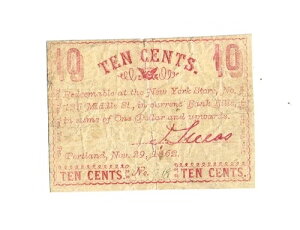 10 TEN CENTS. 10
Redeemable at the New York Store, No.
Middle St., in current Bank Bills,
in sums of One Dollar and upwards.
Portland, Nov. 29, 1862.
TEN CENTS. No. TEN CENTS.